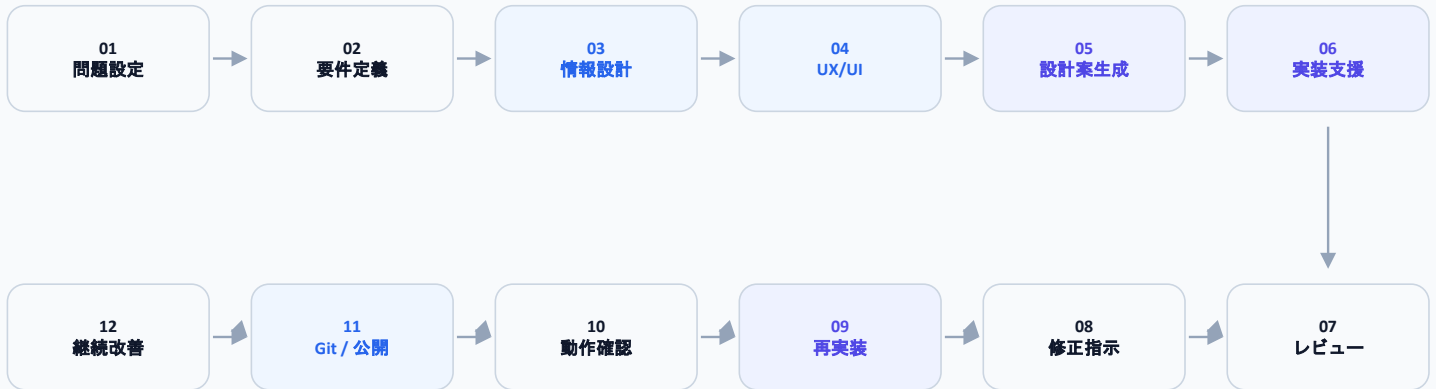 01
問題設定
02
要件定義
03
情報設計
04
UX/UI
05
設計案生成
06
実装支援
12
継続改善
11
Git / 公開
10
動作確認
09
再実装
08
修正指示
07
レビュー